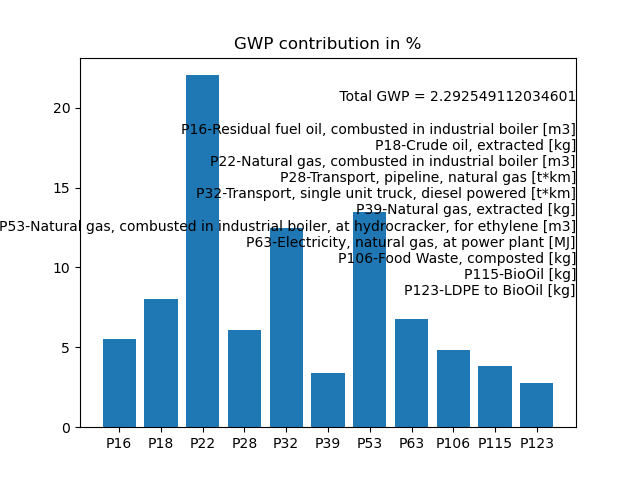 GWP contribution in %
Total GWP = 2.292549112034601
P16-Residual fuel oil, combusted in industrial boiler [m3]
P18-Crude oil, extracted [kg]
P22-Natural gas, combusted in industrial boiler [m3]
P28-Transport, pipeline, natural gas [t*km]
P32-Transport, single unit truck, diesel powered [t*km]
P39-Natural gas, extracted [kg]
P53-Natural gas, combusted in industrial boiler, at hydrocracker, for ethylene [m3]
P63-Electricity, natural gas, at power plant [MJ]
P106-Food Waste, composted [kg]
P115-BioOil [kg]
P123-LDPE to BioOil [kg]
20
15
10
5
0
P16 P18 P22 P28 P32 P39 P53 P63 P106 P115 P123